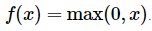 f(x) = max(0, x).